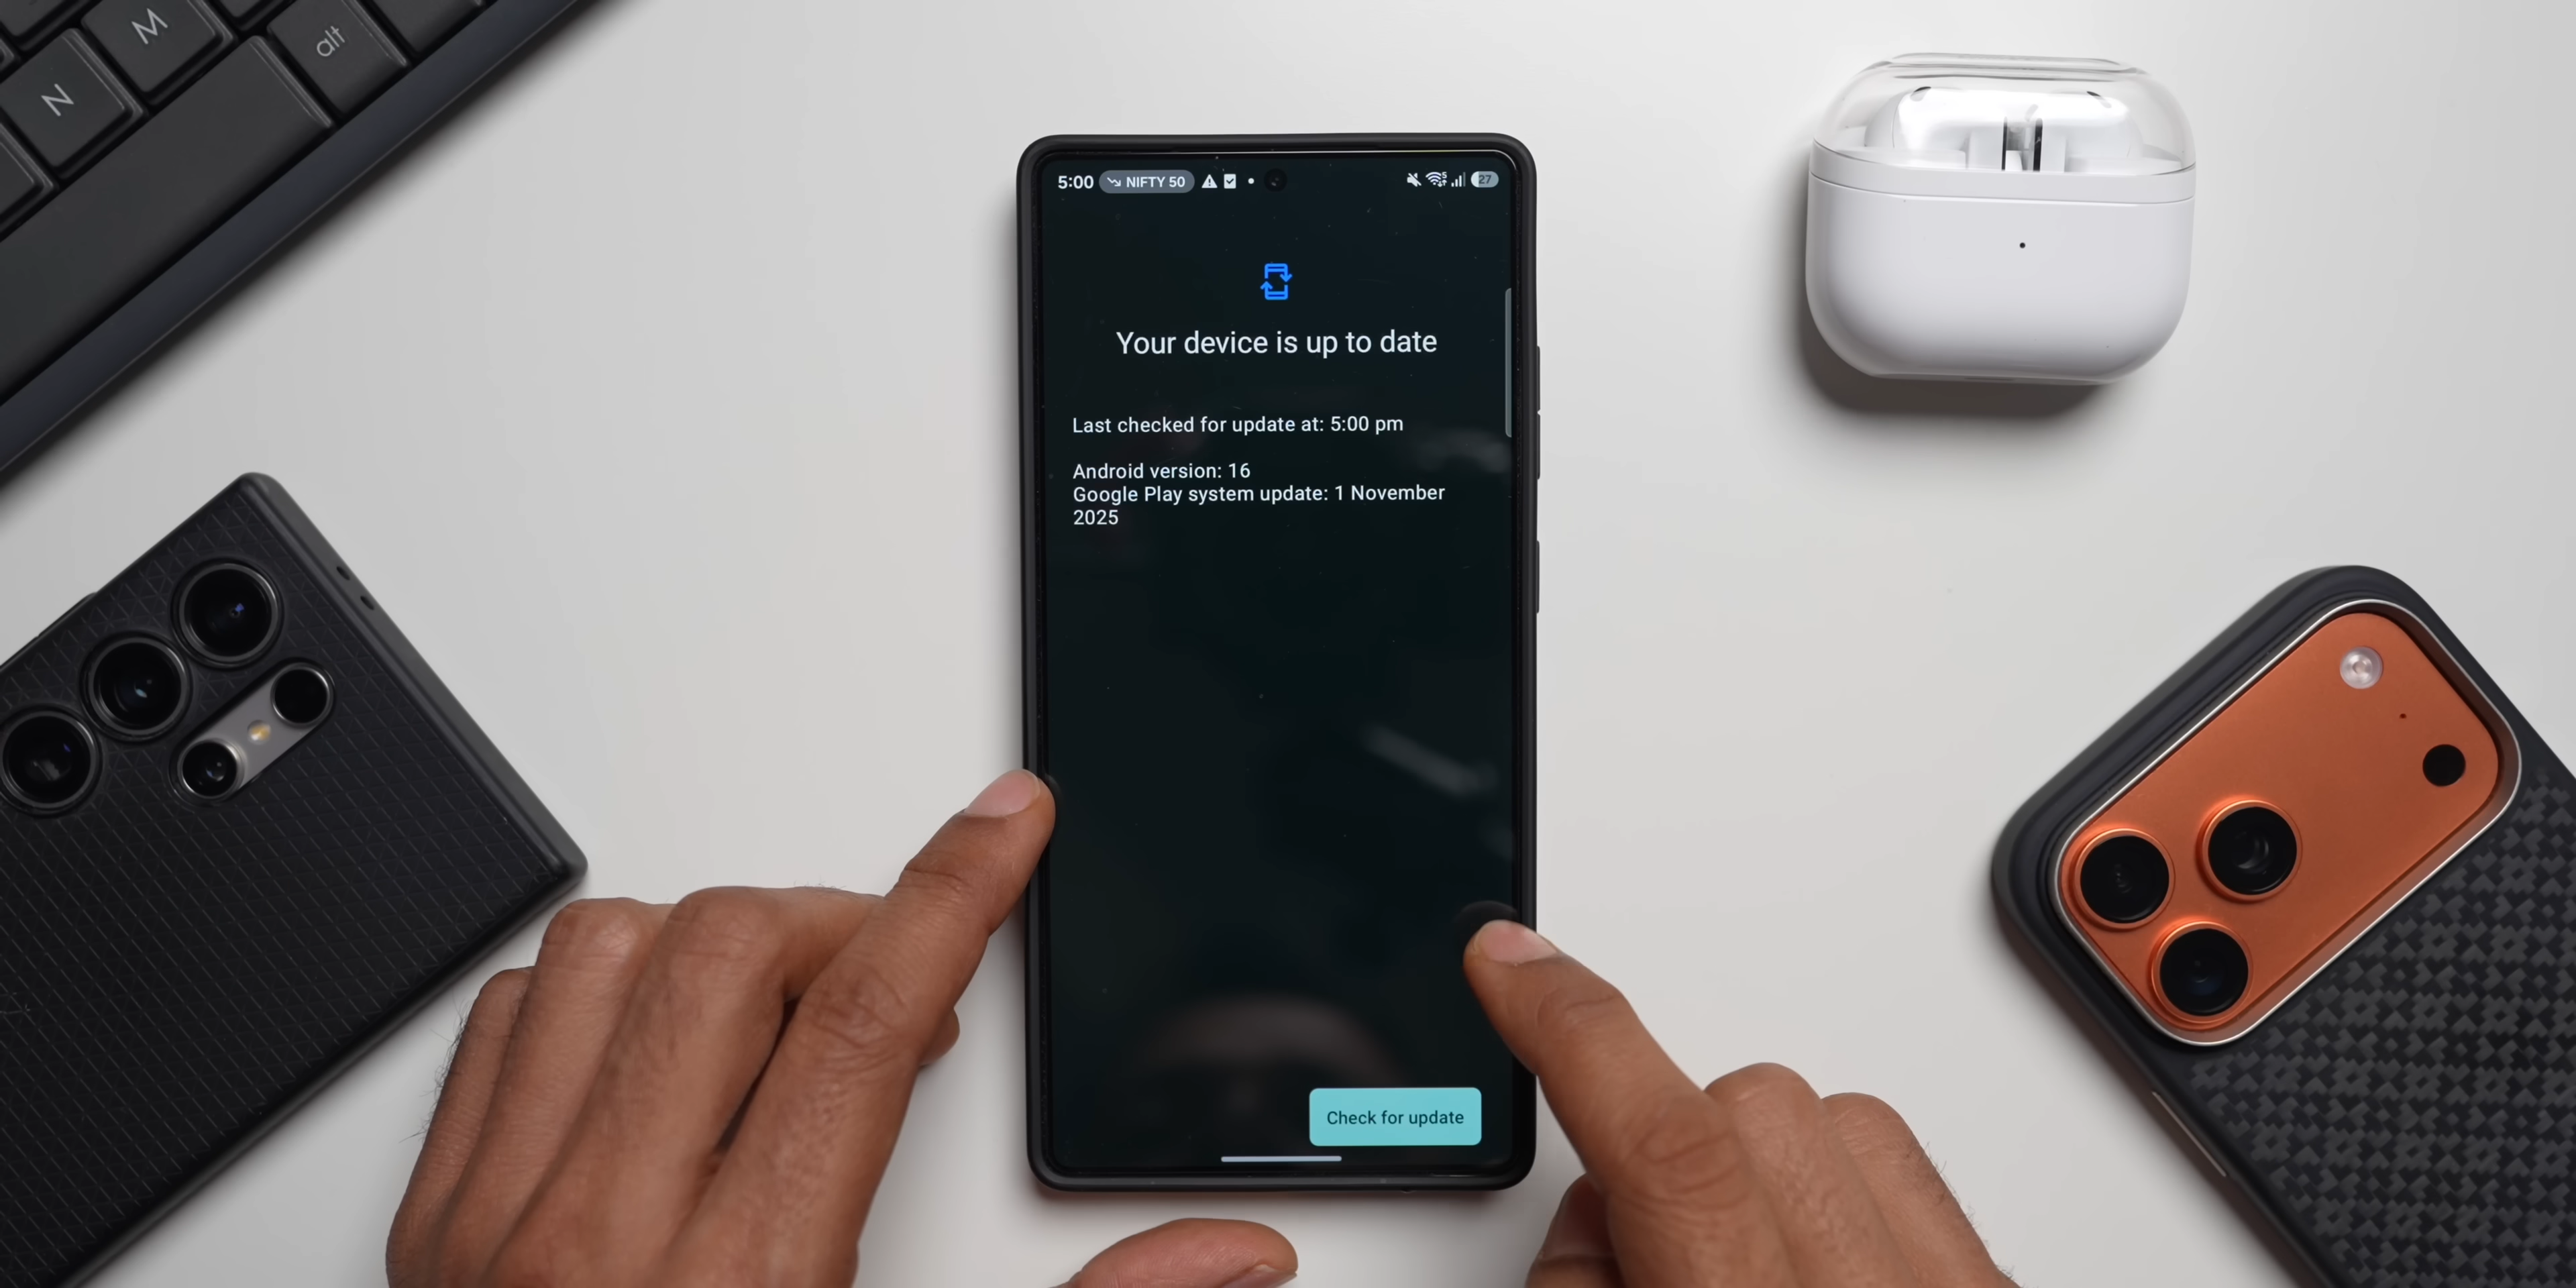 M
alt
N
5:00 NIFTY 50
27
Your device is up to date
Last checked for update at: 5:00 pm
Android version: 16
Google Play system update: 1 November
2025
Check for update